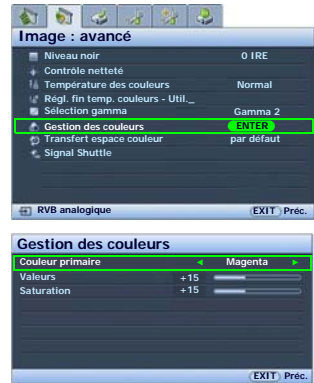 Image : avancé
Niveau noir 0 IRE
Contrôle netteté
Température des couleurs Normal
Régl. fin temp. couleurs - Util._
Sélection gamma Gamma 2
Gestion des couleurs ENTER
Transfert espace couleur par défaut
Signal Shuttle
RVB analogique EXIT Préc.
Gestion des couleurs
Couleur primaire Magenta
Valeurs +15
Saturation +15
EXIT Préc.